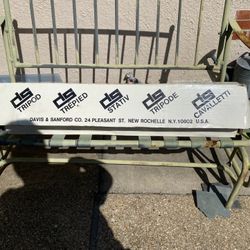 ds ds ds ds ds
TRIPOD TREPIED STATIV TRIPODE CAVALLETTI
DAVIS & SANFORD CO. 24 PLEASANT ST. NEW ROCHELLE N.Y. 10802 U.S.A.